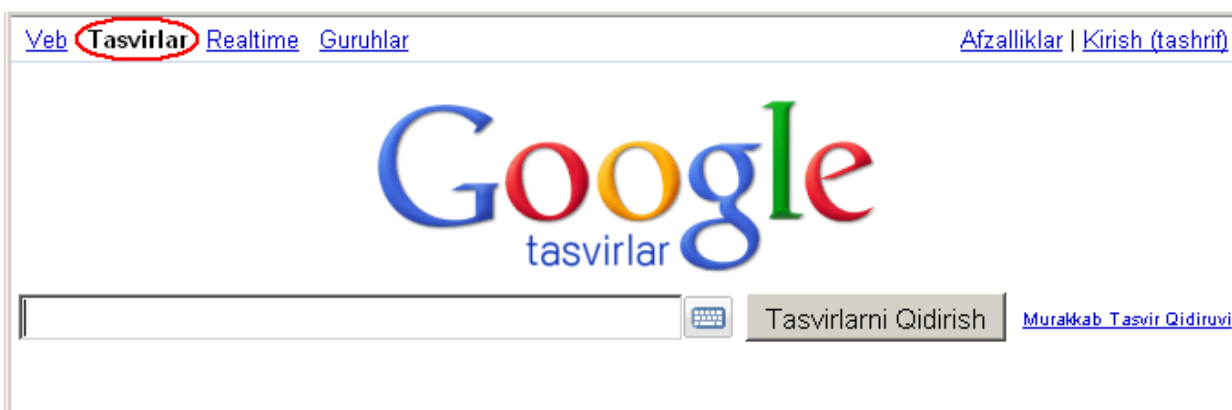 Veb Tasvirlar Realtime Guruhlar Afzalliklar | Kirish (tashrif)
Google
tasvirlar
Tasvirlarni Qidirish Murakkab Tasvir Qidiruvi